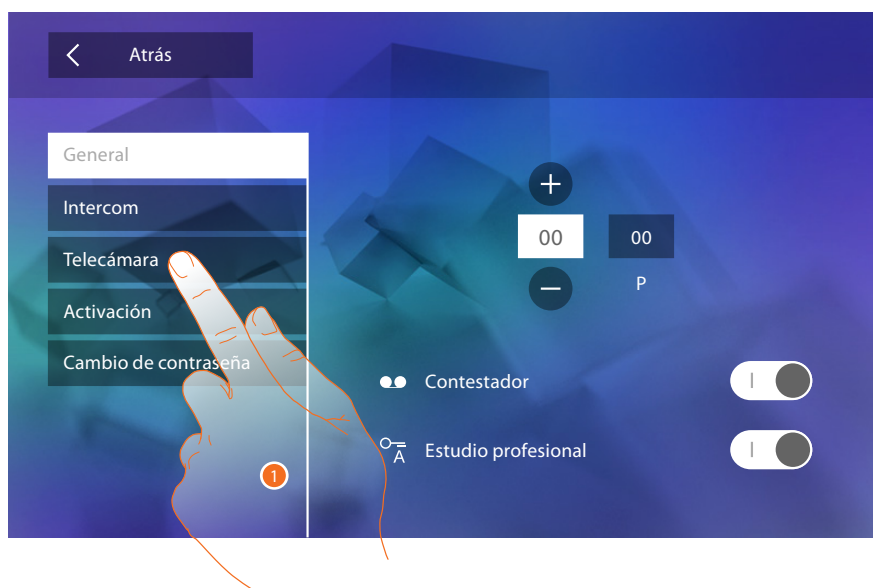 Atrás
General
Intercom
Telecámara
Activación
Cambio de contraseña
00 00
P
Contestador
A
Estudio profesional
1